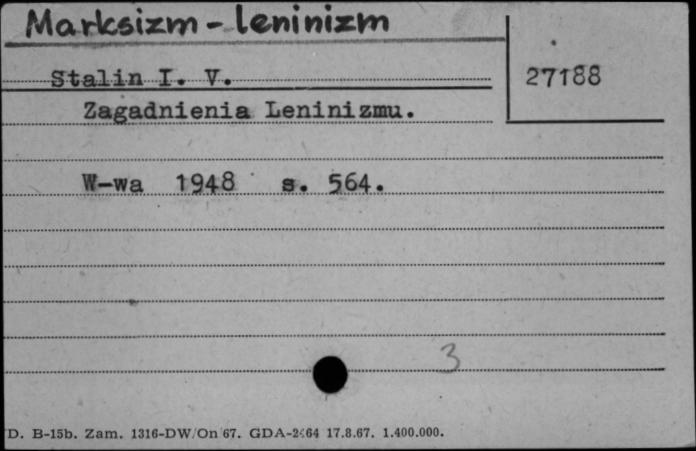 Marksizm - leninizm
Stalin I. V.
27188
Zagadnienia Leninizmu.
W-wa 1948 s. 564.
3
D. B-15b. Zam. 1316-DW/On 67. GDA-2464 17.8.67. 1.400.000.